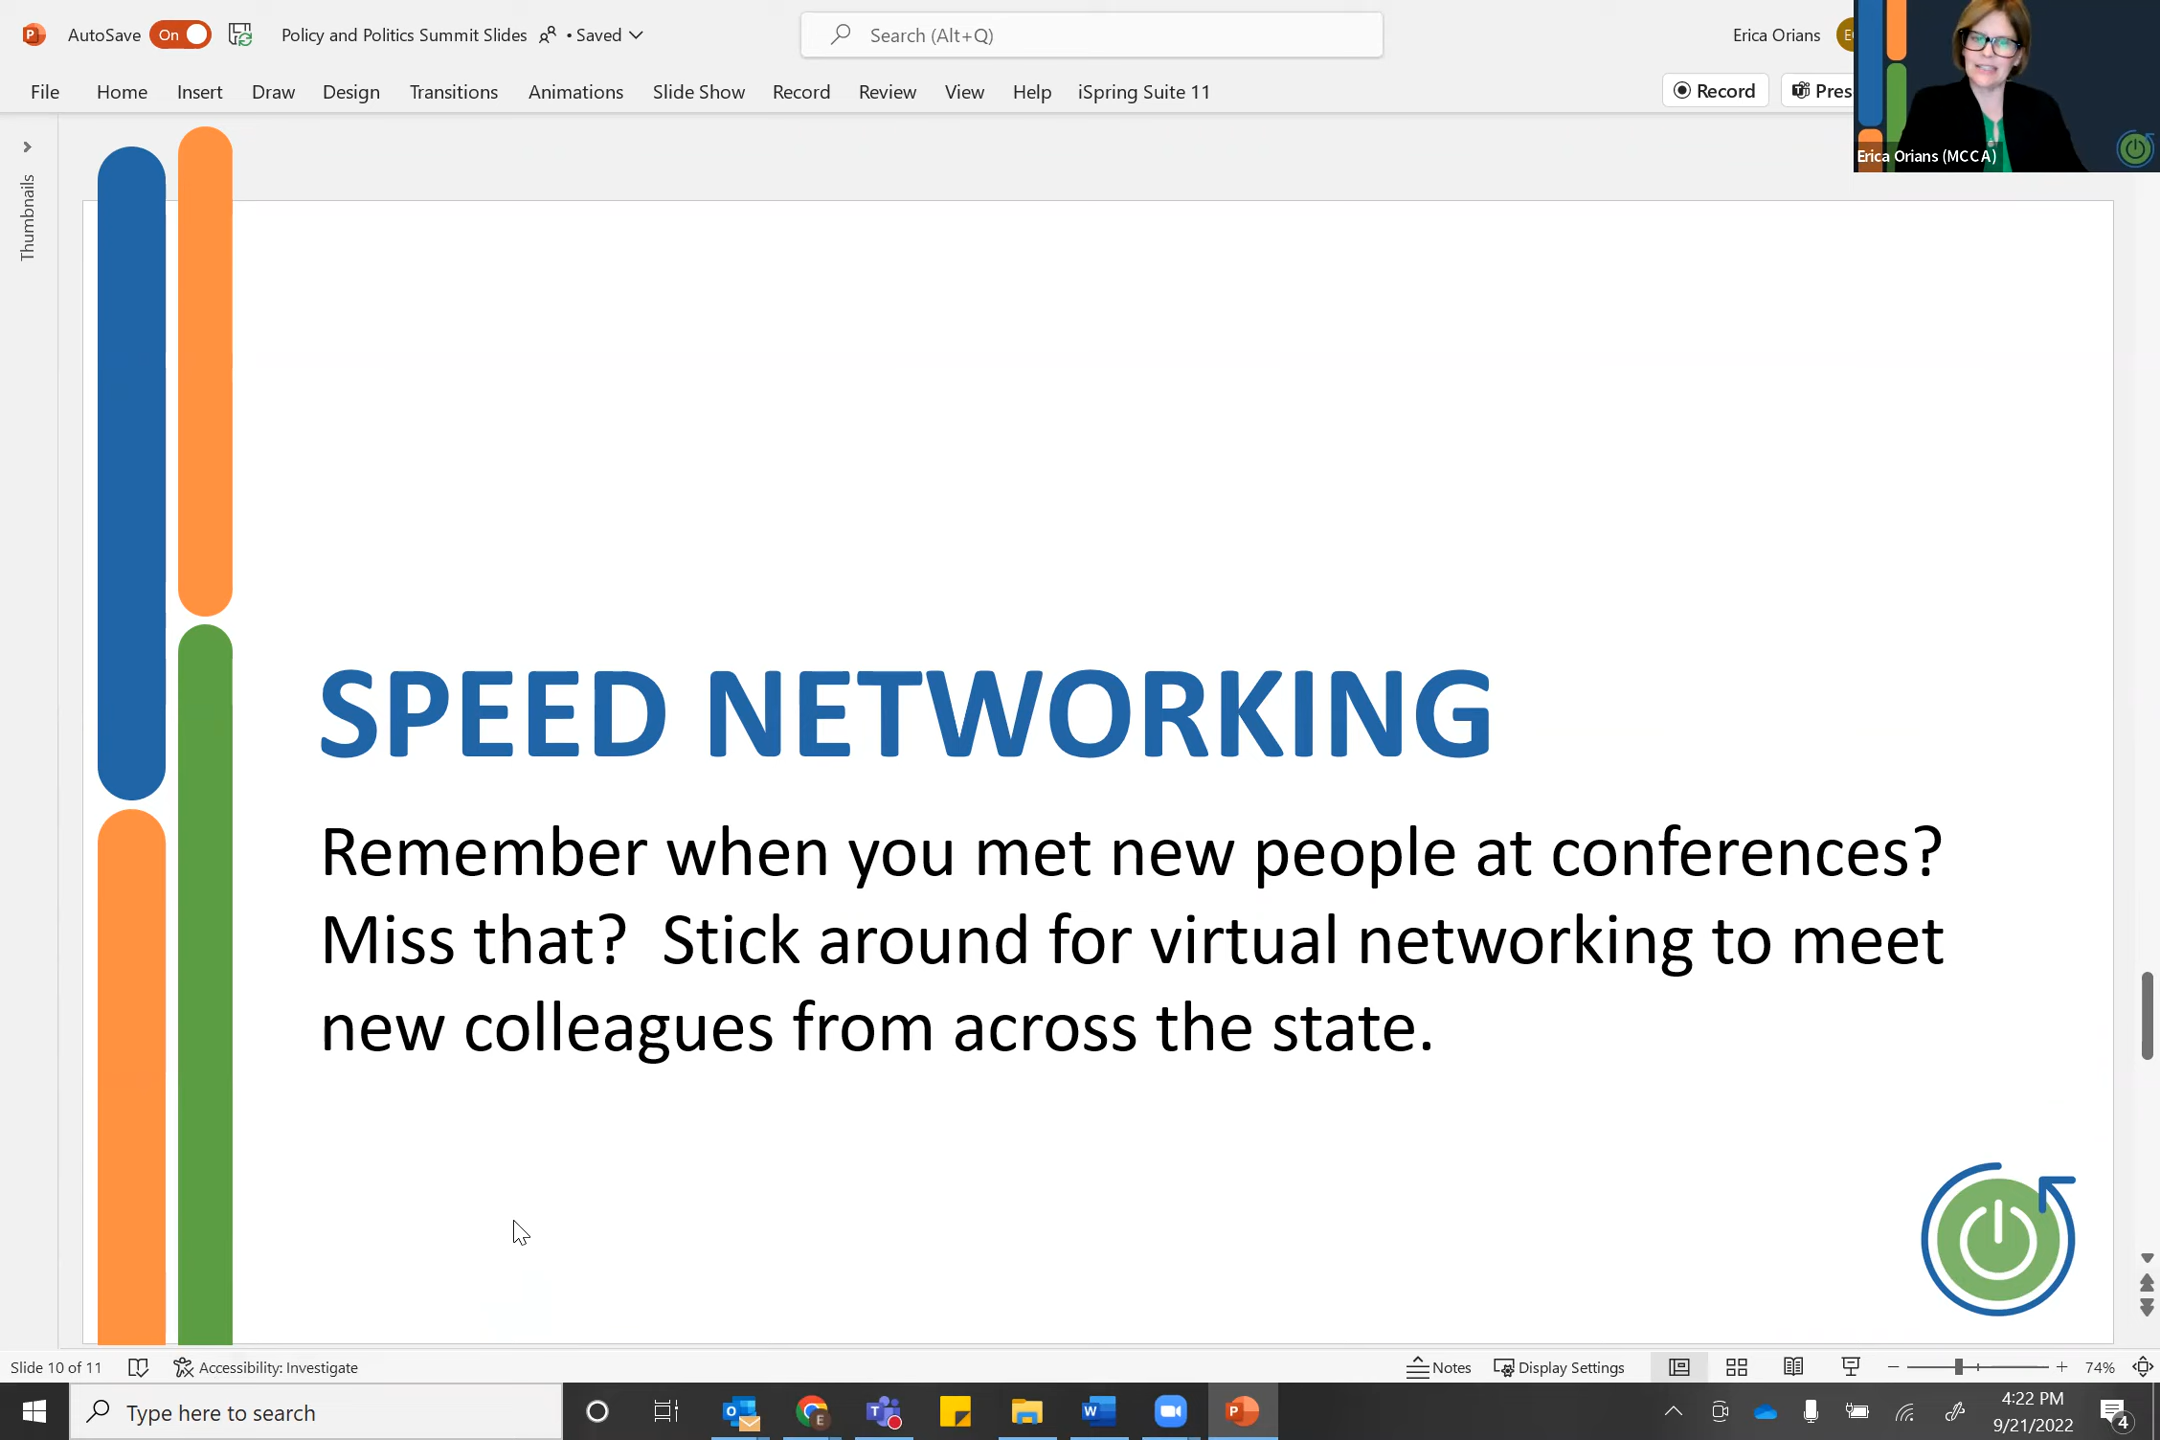 AutoSave On Policy and Politics Summit Slides • Saved Search (Alt+Q) Erica Orians
File Home Insert Draw Design Transitions Animations Slide Show Record Review View Help iSpring Suite 11 Record Pres
Erica Orians (MCCA)
Thumbnails
SPEED NETWORKING
Remember when you met new people at conferences?
Miss that? Stick around for virtual networking to meet
new colleagues from across the state.
Slide 10 of 11 Accessibility: Investigate Notes Display Settings 74%
Type here to search 4:22 PM
9/21/2022 4